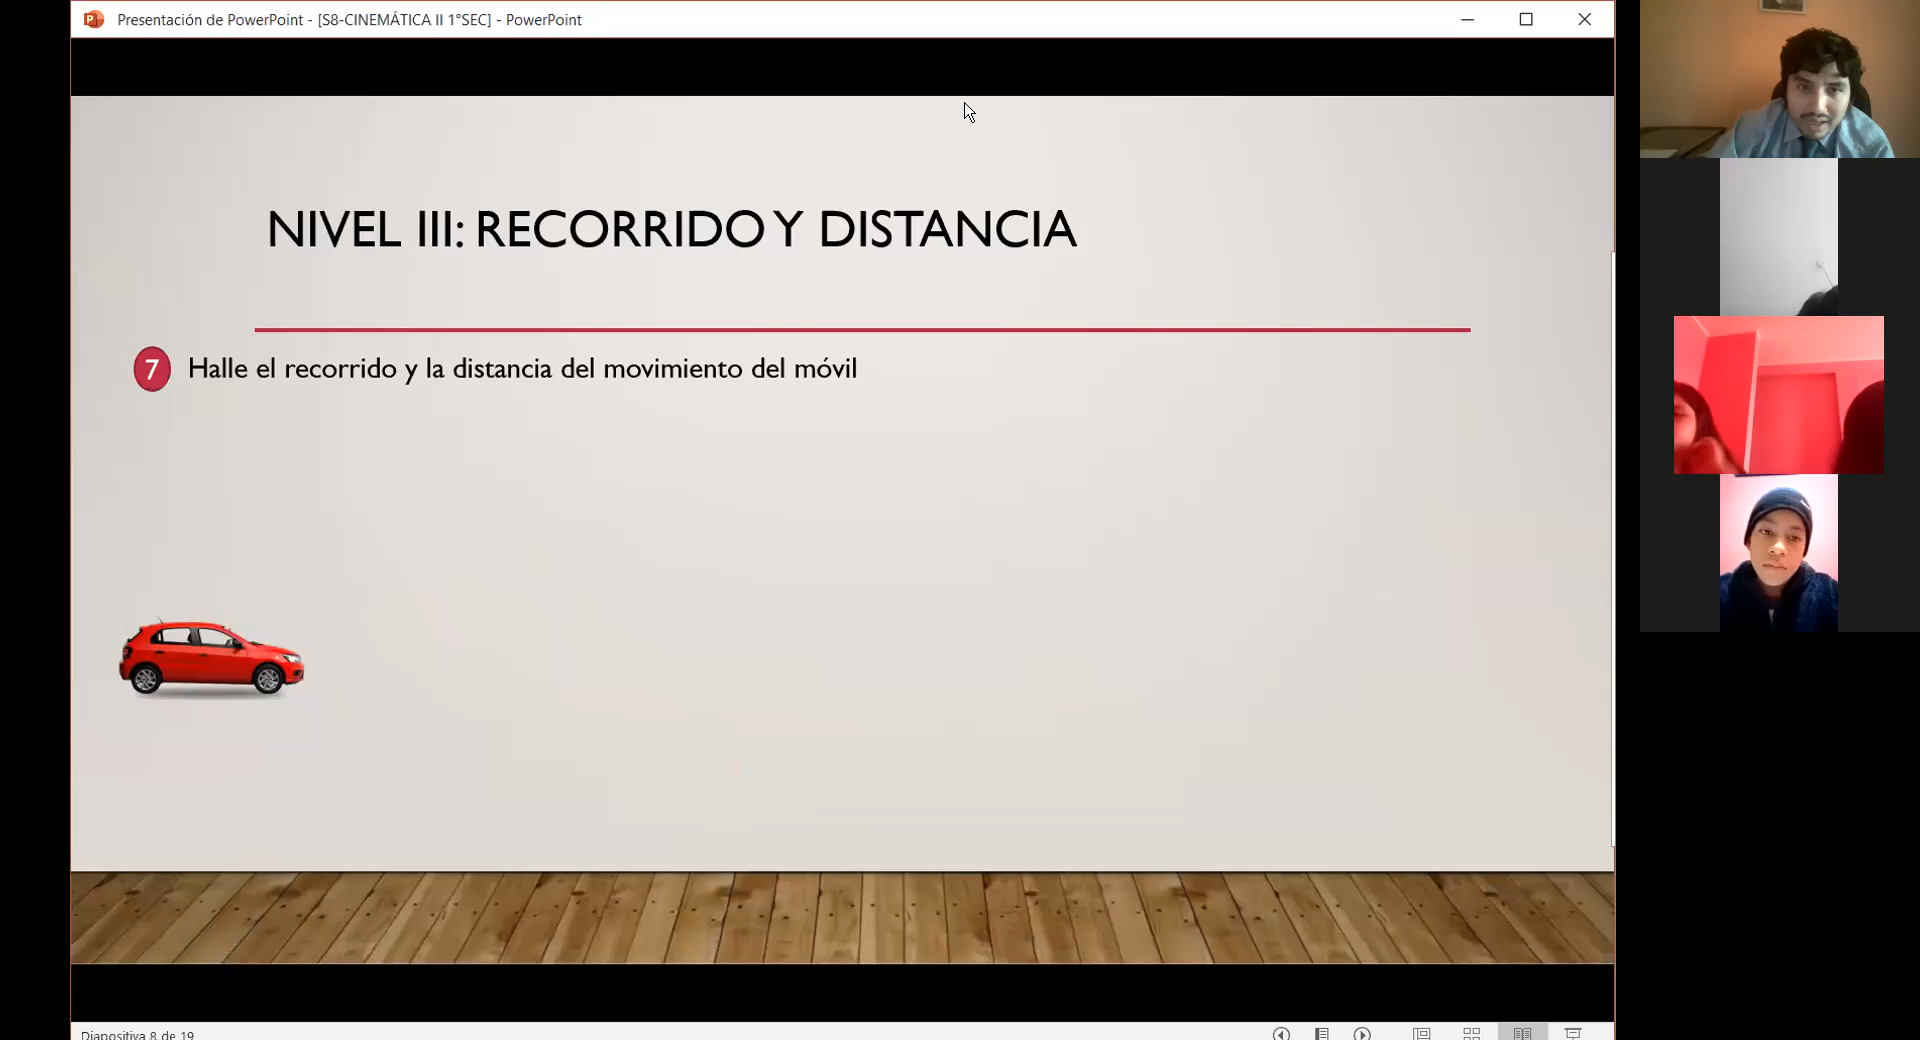 Presentación de PowerPoint - [S8-CINEMÁTICA II 1°SEC] - PowerPoint
NIVEL III: RECORRIDO Y DISTANCIA
7 Halle el recorrido y la distancia del movimiento del móvil
Diapositiva 8 de 19